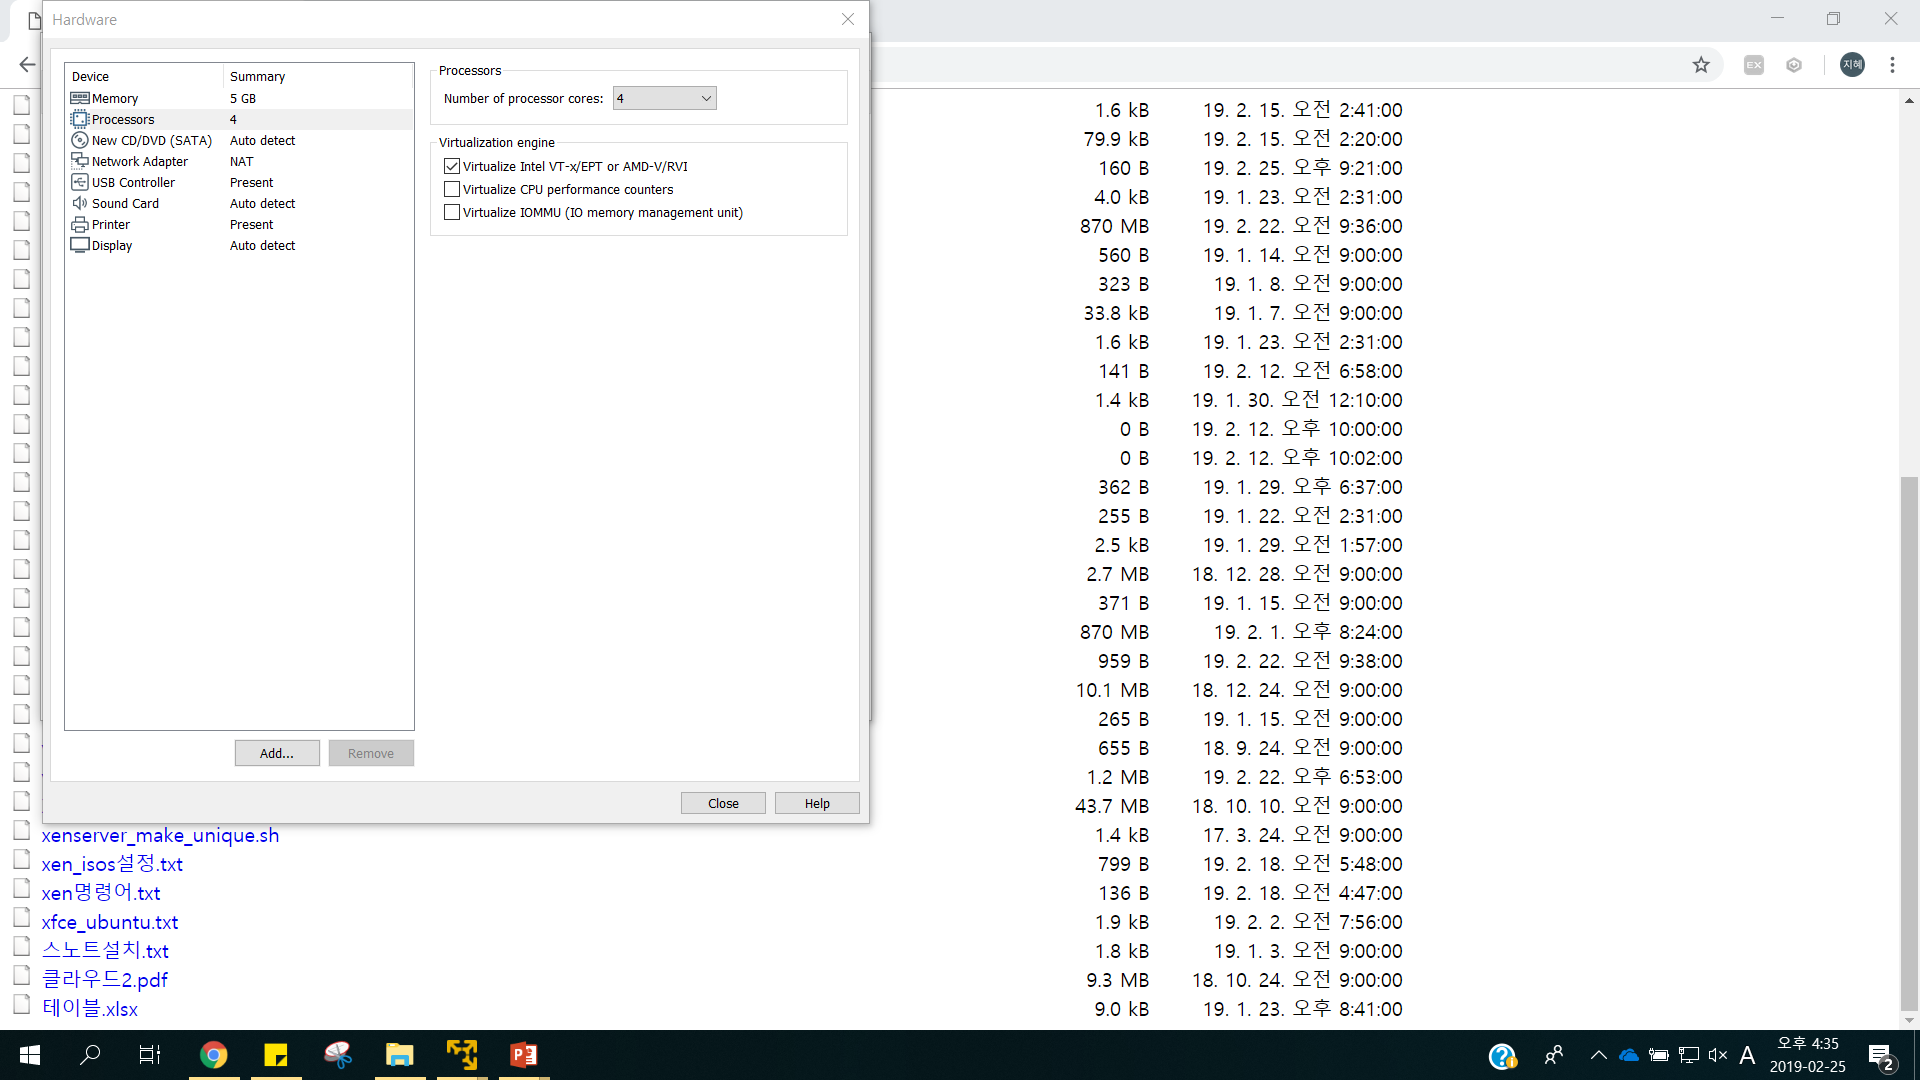 Hardware
Device Summary
Memory 5 GB
Processors 4
New CD/DVD (SATA) Auto detect
Network Adapter NAT
USB Controller Present
Sound Card Auto detect
Printer Present
Display Auto detect
Add...
Remove
Processors
Number of processor cores: 4
Virtualization engine
Virtualize Intel VT-x/EPT or AMD-V/RVI
Virtualize CPU performance counters
Virtualize IOMMU (IO memory management unit)
Close
Help
EX
지혜
1.6 kB 19. 2. 15. 오전 2:41:00
79.9 kB 19. 2. 15. 오전 2:20:00
160 B 19. 2. 25. 오후 9:21:00
4.0 kB 19. 1. 23. 오전 2:31:00
870 MB 19. 2. 22. 오전 9:36:00
560 B 19. 1. 14. 오전 9:00:00
323 B 19. 1. 8. 오전 9:00:00
33.8 kB 19. 1. 7. 오전 9:00:00
1.6 kB 19. 1. 23. 오전 2:31:00
141 B 19. 2. 12. 오전 6:58:00
1.4 kB 19. 1. 30. 오전 12:10:00
0 B 19. 2. 12. 오후 10:00:00
0 B 19. 2. 12. 오후 10:02:00
362 B 19. 1. 29. 오후 6:37:00
255 B 19. 1. 22. 오전 2:31:00
2.5 kB 19. 1. 29. 오전 1:57:00
2.7 MB 18. 12. 28. 오전 9:00:00
371 B 19. 1. 15. 오전 9:00:00
870 MB 19. 2. 1. 오후 8:24:00
959 B 19. 2. 22. 오전 9:38:00
10.1 MB 18. 12. 24. 오전 9:00:00
265 B 19. 1. 15. 오전 9:00:00
655 B 18. 9. 24. 오전 9:00:00
1.2 MB 19. 2. 22. 오후 6:53:00
43.7 MB 18. 10. 10. 오전 9:00:00
xenserver_make_unique.sh 1.4 kB 17. 3. 24. 오전 9:00:00
xen_isos설정.txt 799 B 19. 2. 18. 오전 5:48:00
xen명령어.txt 136 B 19. 2. 18. 오전 4:47:00
xfce_ubuntu.txt 1.9 kB 19. 2. 2. 오전 7:56:00
스노트설치.txt 1.8 kB 19. 1. 3. 오전 9:00:00
클라우드2.pdf 9.3 MB 18. 10. 24. 오전 9:00:00
테이블.xlsx 9.0 kB 19. 1. 23. 오후 8:41:00
A
오후 4:35
2019-02-25
2